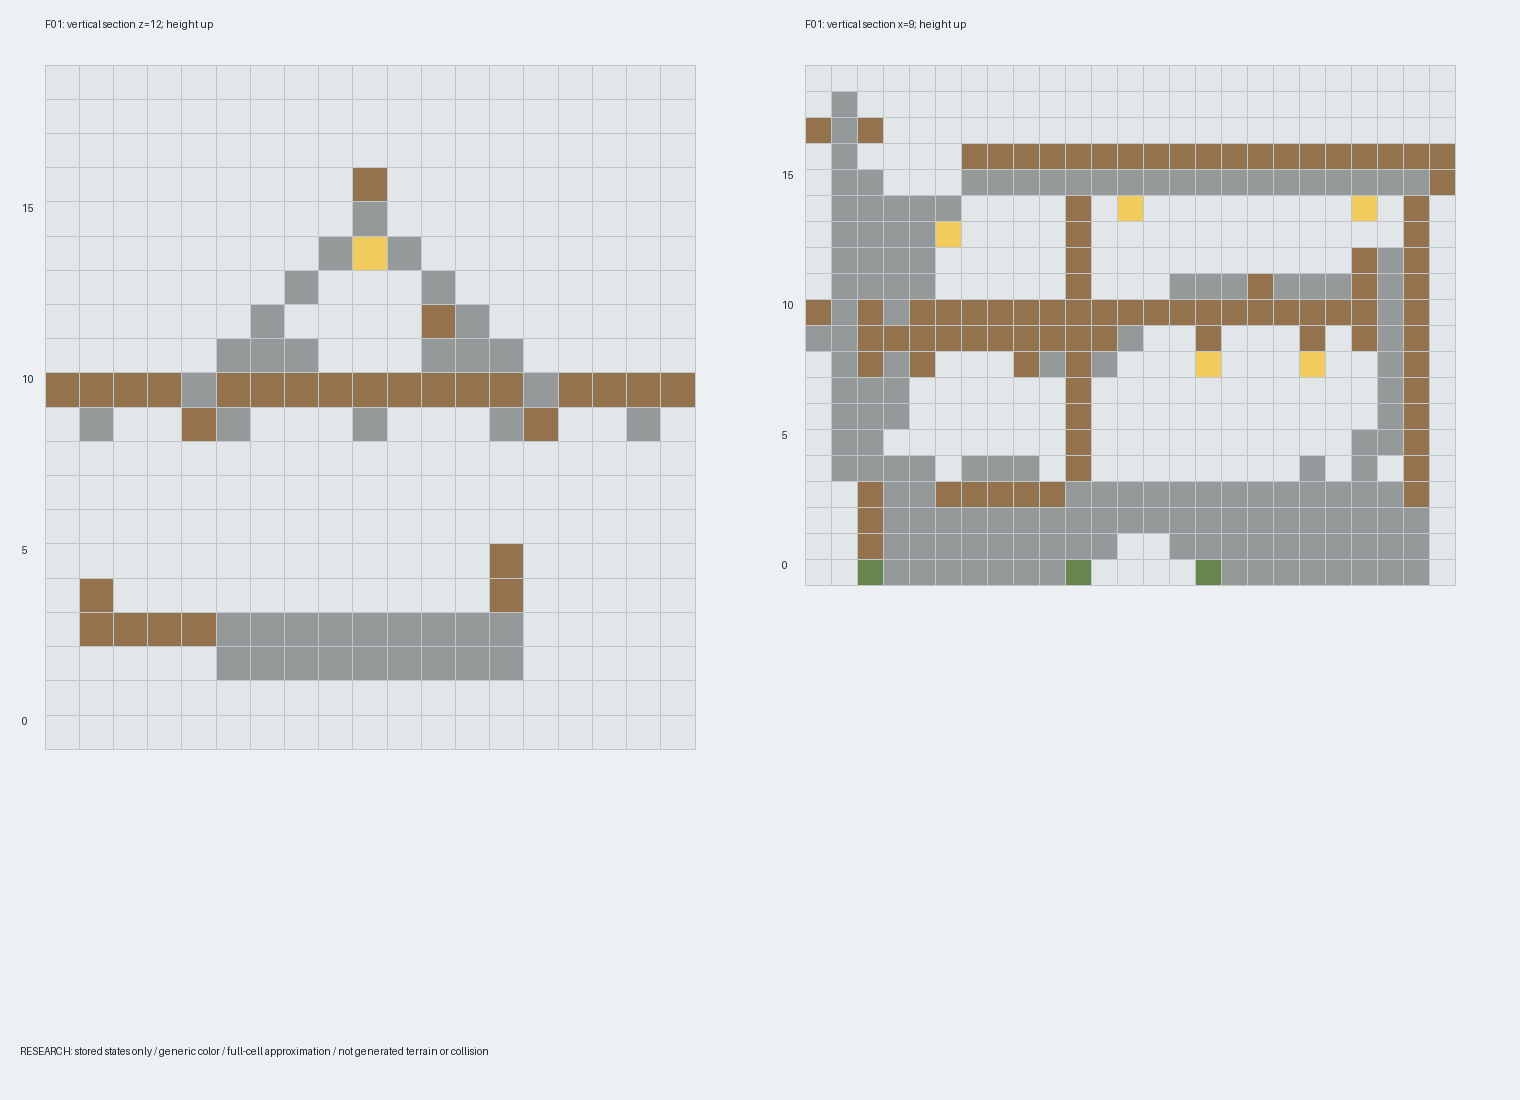 F01: vertical section z=12; height up
F01: vertical section x=9; height up
15
10
5
0
15
10
5
0
RESEARCH: stored states only / generic color / full-cell approximation / not generated terrain or collision